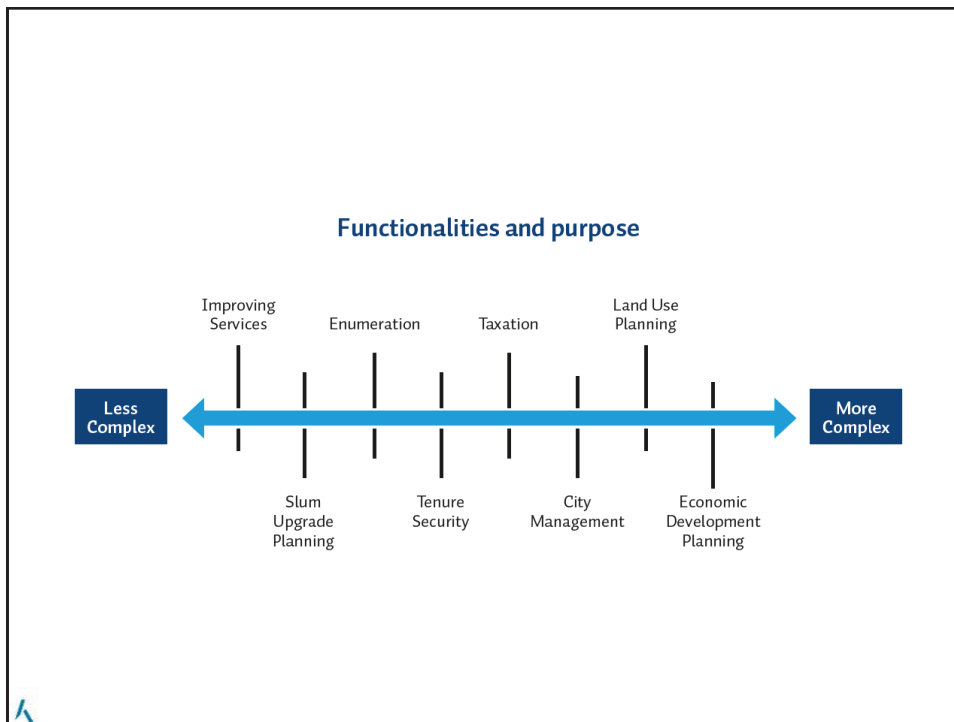 Functionalities and purpose
Improving
Services
Enumeration
Taxation
Land Use
Planning
Less
Complex
More
Complex
Slum
Upgrade
Planning
Tenure
Security
City
Management
Economic
Development
Planning